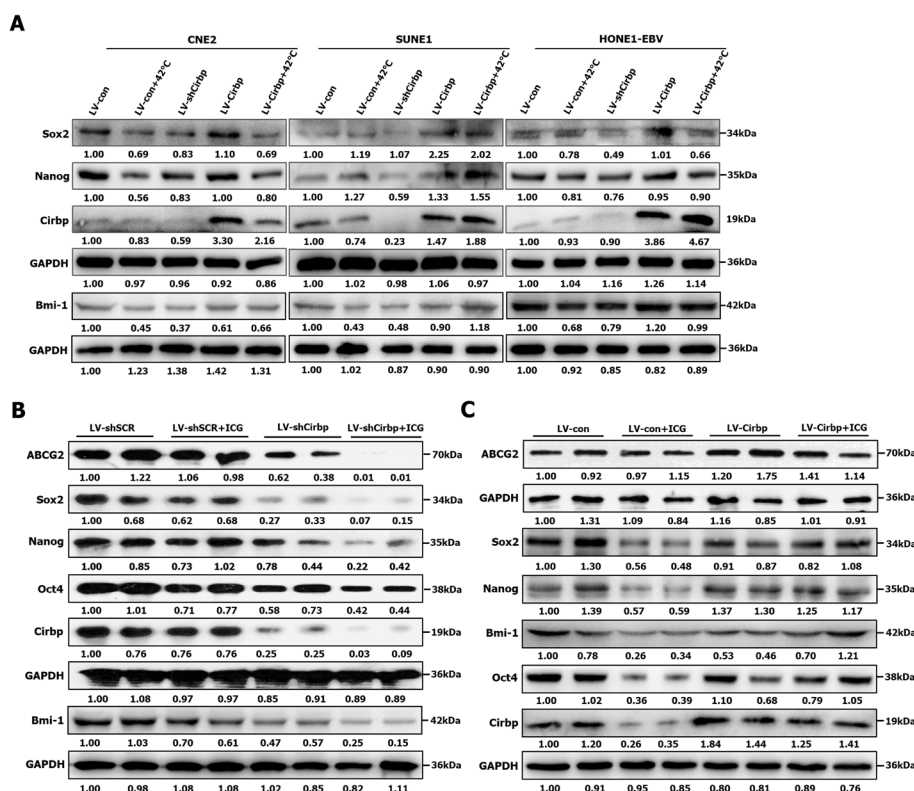 A
CNE2 SUNE1 HONE1-EBV
LV-con LV-con+42°C LV-shCirbp LV-Cirbp LV-Cirbp+42°C LV-con LV-con+42°C LV-shCirbp LV-Cirbp LV-Cirbp+42°C LV-con LV-con+42°C LV-shCirbp LV-Cirbp LV-Cirbp+42°C
Sox2 34kDa
1.00 0.69 0.83 1.10 0.69 1.00 1.19 1.07 2.25 2.02 1.00 0.78 0.49 1.01 0.66
Nanog 35kDa
1.00 0.56 0.83 1.00 0.80 1.00 1.27 0.59 1.33 1.55 1.00 0.81 0.76 0.95 0.90
Cirbp 19kDa
1.00 0.83 0.59 3.30 2.16 1.00 0.74 0.23 1.47 1.88 1.00 0.93 0.90 3.86 4.67
GAPDH 36kDa
1.00 0.97 0.96 0.92 0.86 1.00 1.02 0.98 1.06 0.97 1.00 1.04 1.16 1.26 1.14
Bmi-1 42kDa
1.00 0.45 0.37 0.61 0.66 1.00 0.43 0.48 0.90 1.18 1.00 0.68 0.79 1.20 0.99
GAPDH 36kDa
1.00 1.23 1.38 1.42 1.31 1.00 1.02 0.87 0.90 0.90 1.00 0.92 0.85 0.82 0.89
B
LV-shSCR LV-shSCR+ICG LV-shCirbp LV-shCirbp+ICG
ABCG2 70kDa
1.00 1.22 1.06 0.98 0.62 0.38 0.01 0.01
Sox2 34kDa
1.00 0.68 0.62 0.68 0.27 0.33 0.07 0.15
Nanog 35kDa
1.00 0.85 0.73 1.02 0.78 0.44 0.22 0.42
Oct4 38kDa
1.00 1.01 0.71 0.77 0.58 0.73 0.42 0.44
Cirbp 19kDa
1.00 0.76 0.76 0.76 0.25 0.25 0.03 0.09
GAPDH 36kDa
1.00 1.08 0.97 0.97 0.85 0.91 0.89 0.89
Bmi-1 42kDa
1.00 1.03 0.70 0.61 0.47 0.57 0.25 0.15
GAPDH 36kDa
1.00 0.98 1.08 1.08 1.02 0.85 0.82 1.11
C
LV-con LV-con+ICG LV-Cirbp LV-Cirbp+ICG
ABCG2 70kDa
1.00 0.92 0.97 1.15 1.20 1.75 1.41 1.14
GAPDH 36kDa
1.00 1.31 1.09 0.84 1.16 0.85 1.01 0.91
Sox2 34kDa
1.00 1.30 0.56 0.48 0.91 0.87 0.82 1.08
Nanog 35kDa
1.00 1.39 0.57 0.59 1.37 1.30 1.25 1.17
Bmi-1 42kDa
1.00 0.78 0.26 0.34 0.53 0.46 0.70 1.21
Oct4 38kDa
1.00 1.02 0.36 0.39 1.10 0.68 0.79 1.05
Cirbp 19kDa
1.00 1.20 0.26 0.35 1.84 1.44 1.25 1.41
GAPDH 36kDa
1.00 0.91 0.95 0.85 0.80 0.81 0.89 0.76